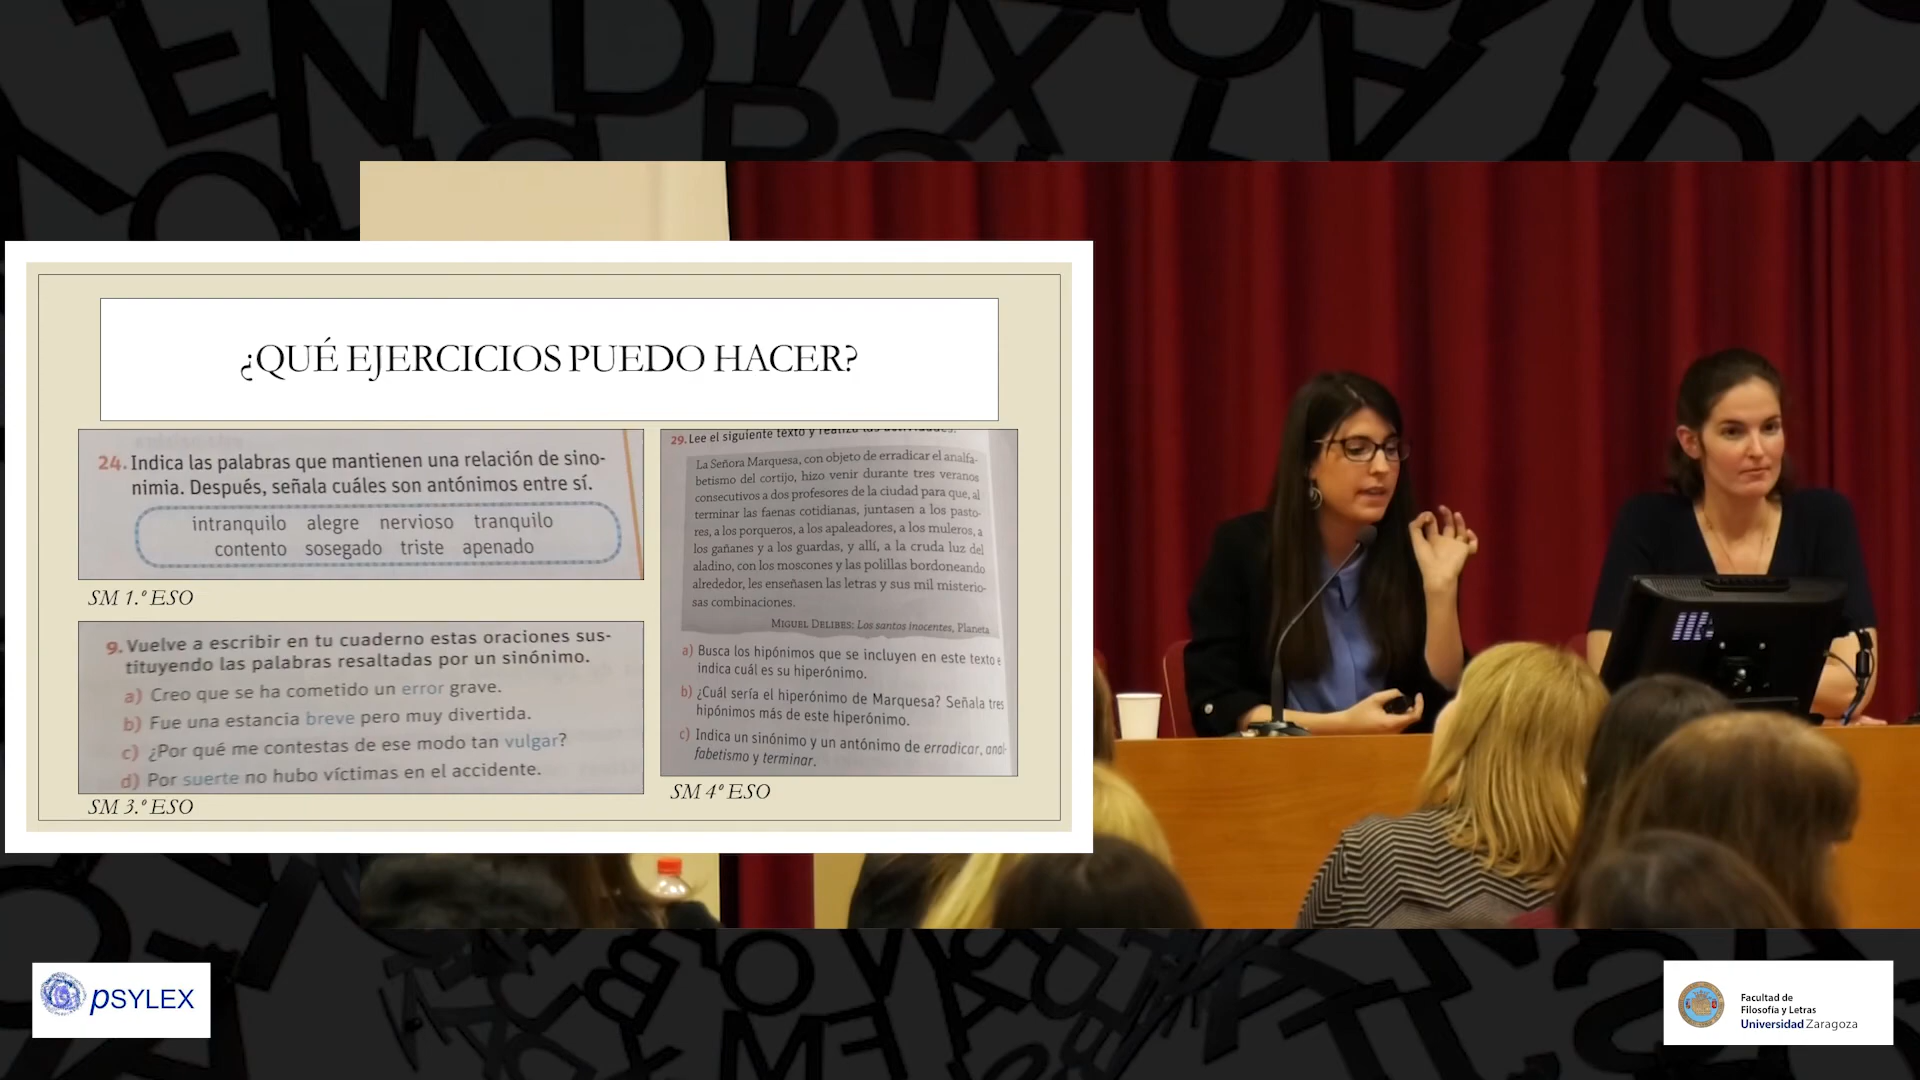 ¿QUÉ EJERCICIOS PUEDO HACER?
24. Indica las palabras que mantienen una relación de sino-
nimia. Después, señala cuáles son antónimos entre sí.
intranquilo alegre nervioso tranquilo
contento sosegado triste apenado
SM 1.º ESO
9. Vuelve a escribir en tu cuaderno estas oraciones sus-
tituyendo las palabras resaltadas por un sinónimo.
a) Creo que se ha cometido un error grave.
b) Fue una estancia breve pero muy divertida.
c) ¿Por qué me contestas de ese modo tan vulgar?
d) Por suerte no hubo víctimas en el accidente.
SM 3.º ESO
29. Lee el siguiente texto y realiza las actividades.
La Señora Marquesa, con objeto de erradicar el analfa-
betismo del cortijo, hizo venir durante tres veranos
consecutivos a dos profesores de la ciudad para que, al
terminar las faenas cotidianas, juntasen a los pasto-
res, a los porqueros, a los apaleadores, a los muleros, a
los gañanes y a los guardas, y allí, a la cruda luz del
aladino, con los moscones y las polillas bordoneando
alrededor, les enseñasen las letras y sus mil misterio-
sas combinaciones.
MIGUEL DELIBES: Los santos inocentes, Planeta
a) Busca los hipónimos que se incluyen en este texto e
indica cuál es su hiperónimo.
b) ¿Cuál sería el hiperónimo de Marquesa? Señala tres
hipónimos más de este hiperónimo.
c) Indica un sinónimo y un antónimo de erradicar, anal-
fabetismo y terminar.
SM 4º ESO
PSYLEX
Facultad de
Filosofía y Letras
Universidad Zaragoza